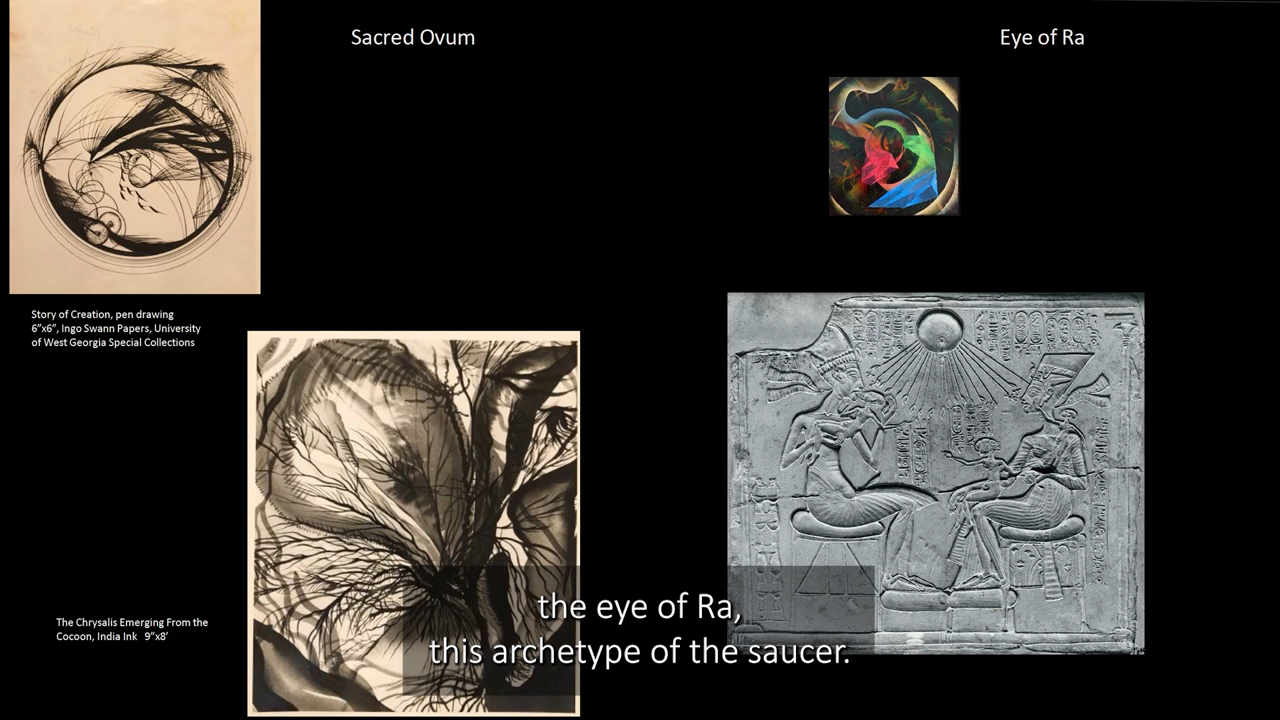 Sacred Ovum
Eye of Ra
Story of Creation, pen drawing
6”x6”, Ingo Swann Papers, University
of West Georgia Special Collections
The Chrysalis Emerging From the
Cocoon, India Ink 9”x8’
the eye of Ra,
this archetype of the saucer.